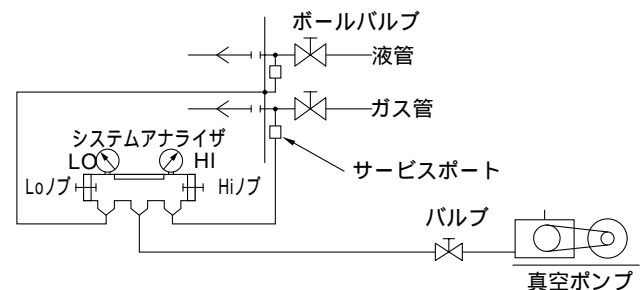 ボールバルブ
液管
ガス管
システムアナライザ
LO
HI
Loノブ
Hiノブ
サービスポート
バルブ
真空ポンプ